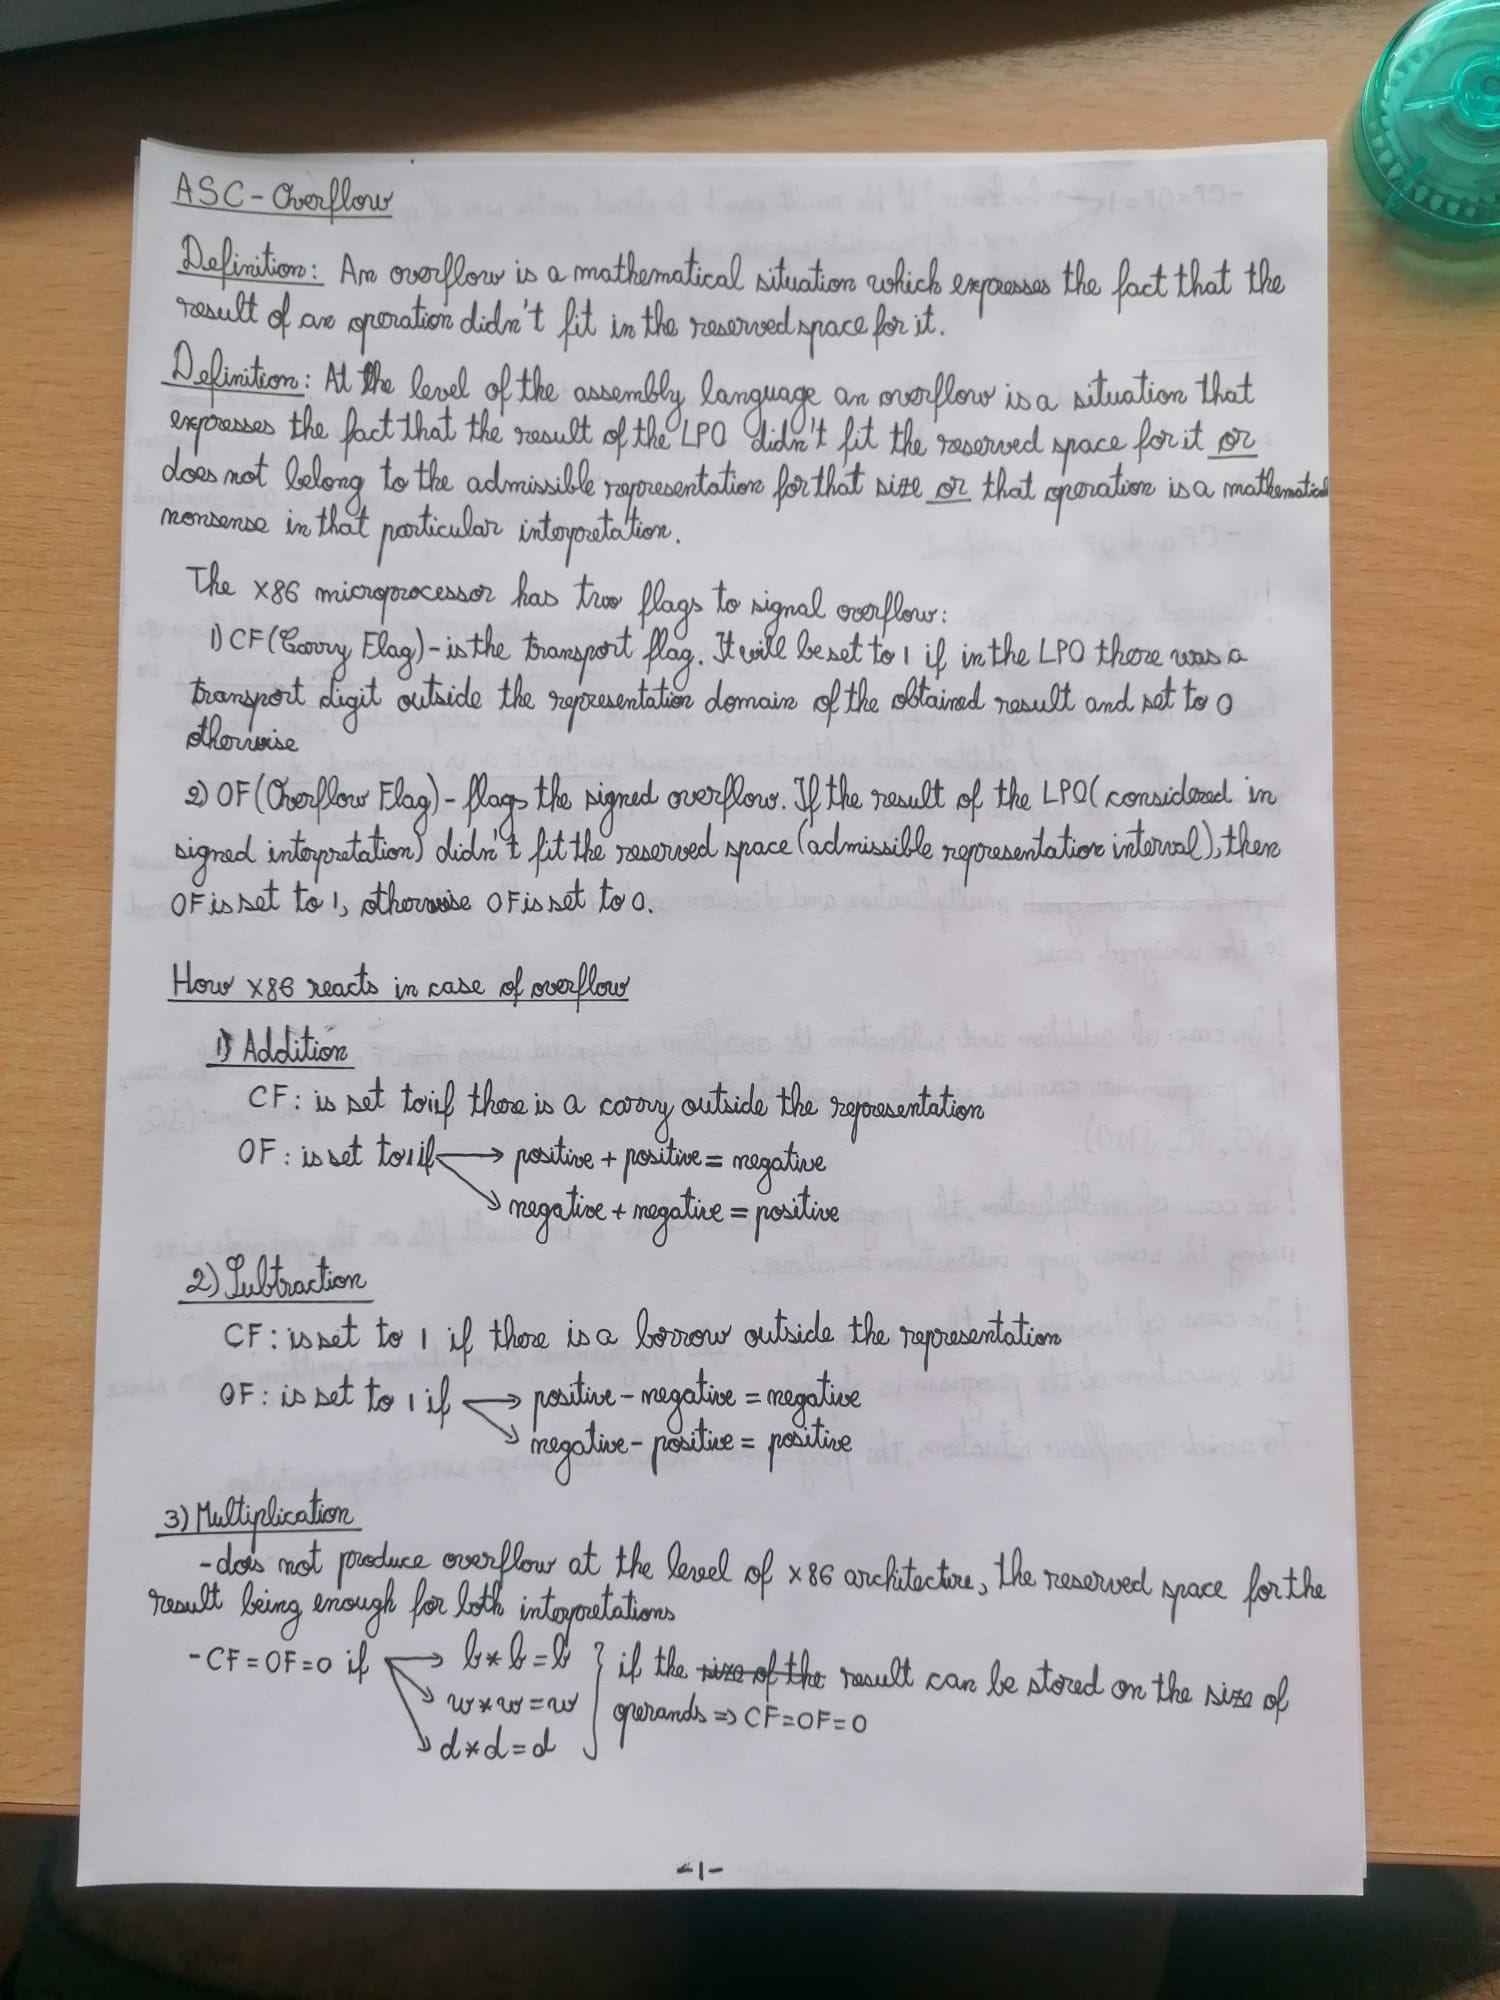 ASC - Overflow
Definition: An overflow is a mathematical situation which expresses the fact that the
result of an operation didn't fit in the reserved space for it.
Definition: At the level of the assembly language an overflow is a situation that
expresses the fact that the result of the LPO didn't fit the reserved space for it or
does not belong to the admissible representation for that size or that operation is a mathematical
nonsense in that particular interpretation.
The x86 microprocessor has two flags to signal overflow:
1) CF (Carry Flag) - is the transport flag. It will be set to 1 if in the LPO there was a
transport digit outside the representation domain of the obtained result and set to 0
otherwise
2) OF (Overflow Flag) - flags the signed overflow. If the result of the LPO (considered in
signed interpretation) didn't fit the reserved space (admissible representation interval), then
OF is set to 1, otherwise OF is set to 0.
How x86 reacts in case of overflow
1) Addition
CF: is set to 1 if there is a carry outside the representation
OF: is set to 1 if → positive + positive = negative
↘ negative + negative = positive
2) Subtraction
CF: is set to 1 if there is a borrow outside the representation
OF: is set to 1 if → positive - negative = negative
↘ negative - positive = positive
3) Multiplication
- does not produce overflow at the level of x86 architecture, the reserved space for the
result being enough for both interpretations
- CF = OF = 0 if → b * b = b } if the size of the result can be stored on the size of
↘ w * w = w operands ⇒ CF = OF = 0
↘ d * d = d
-1-